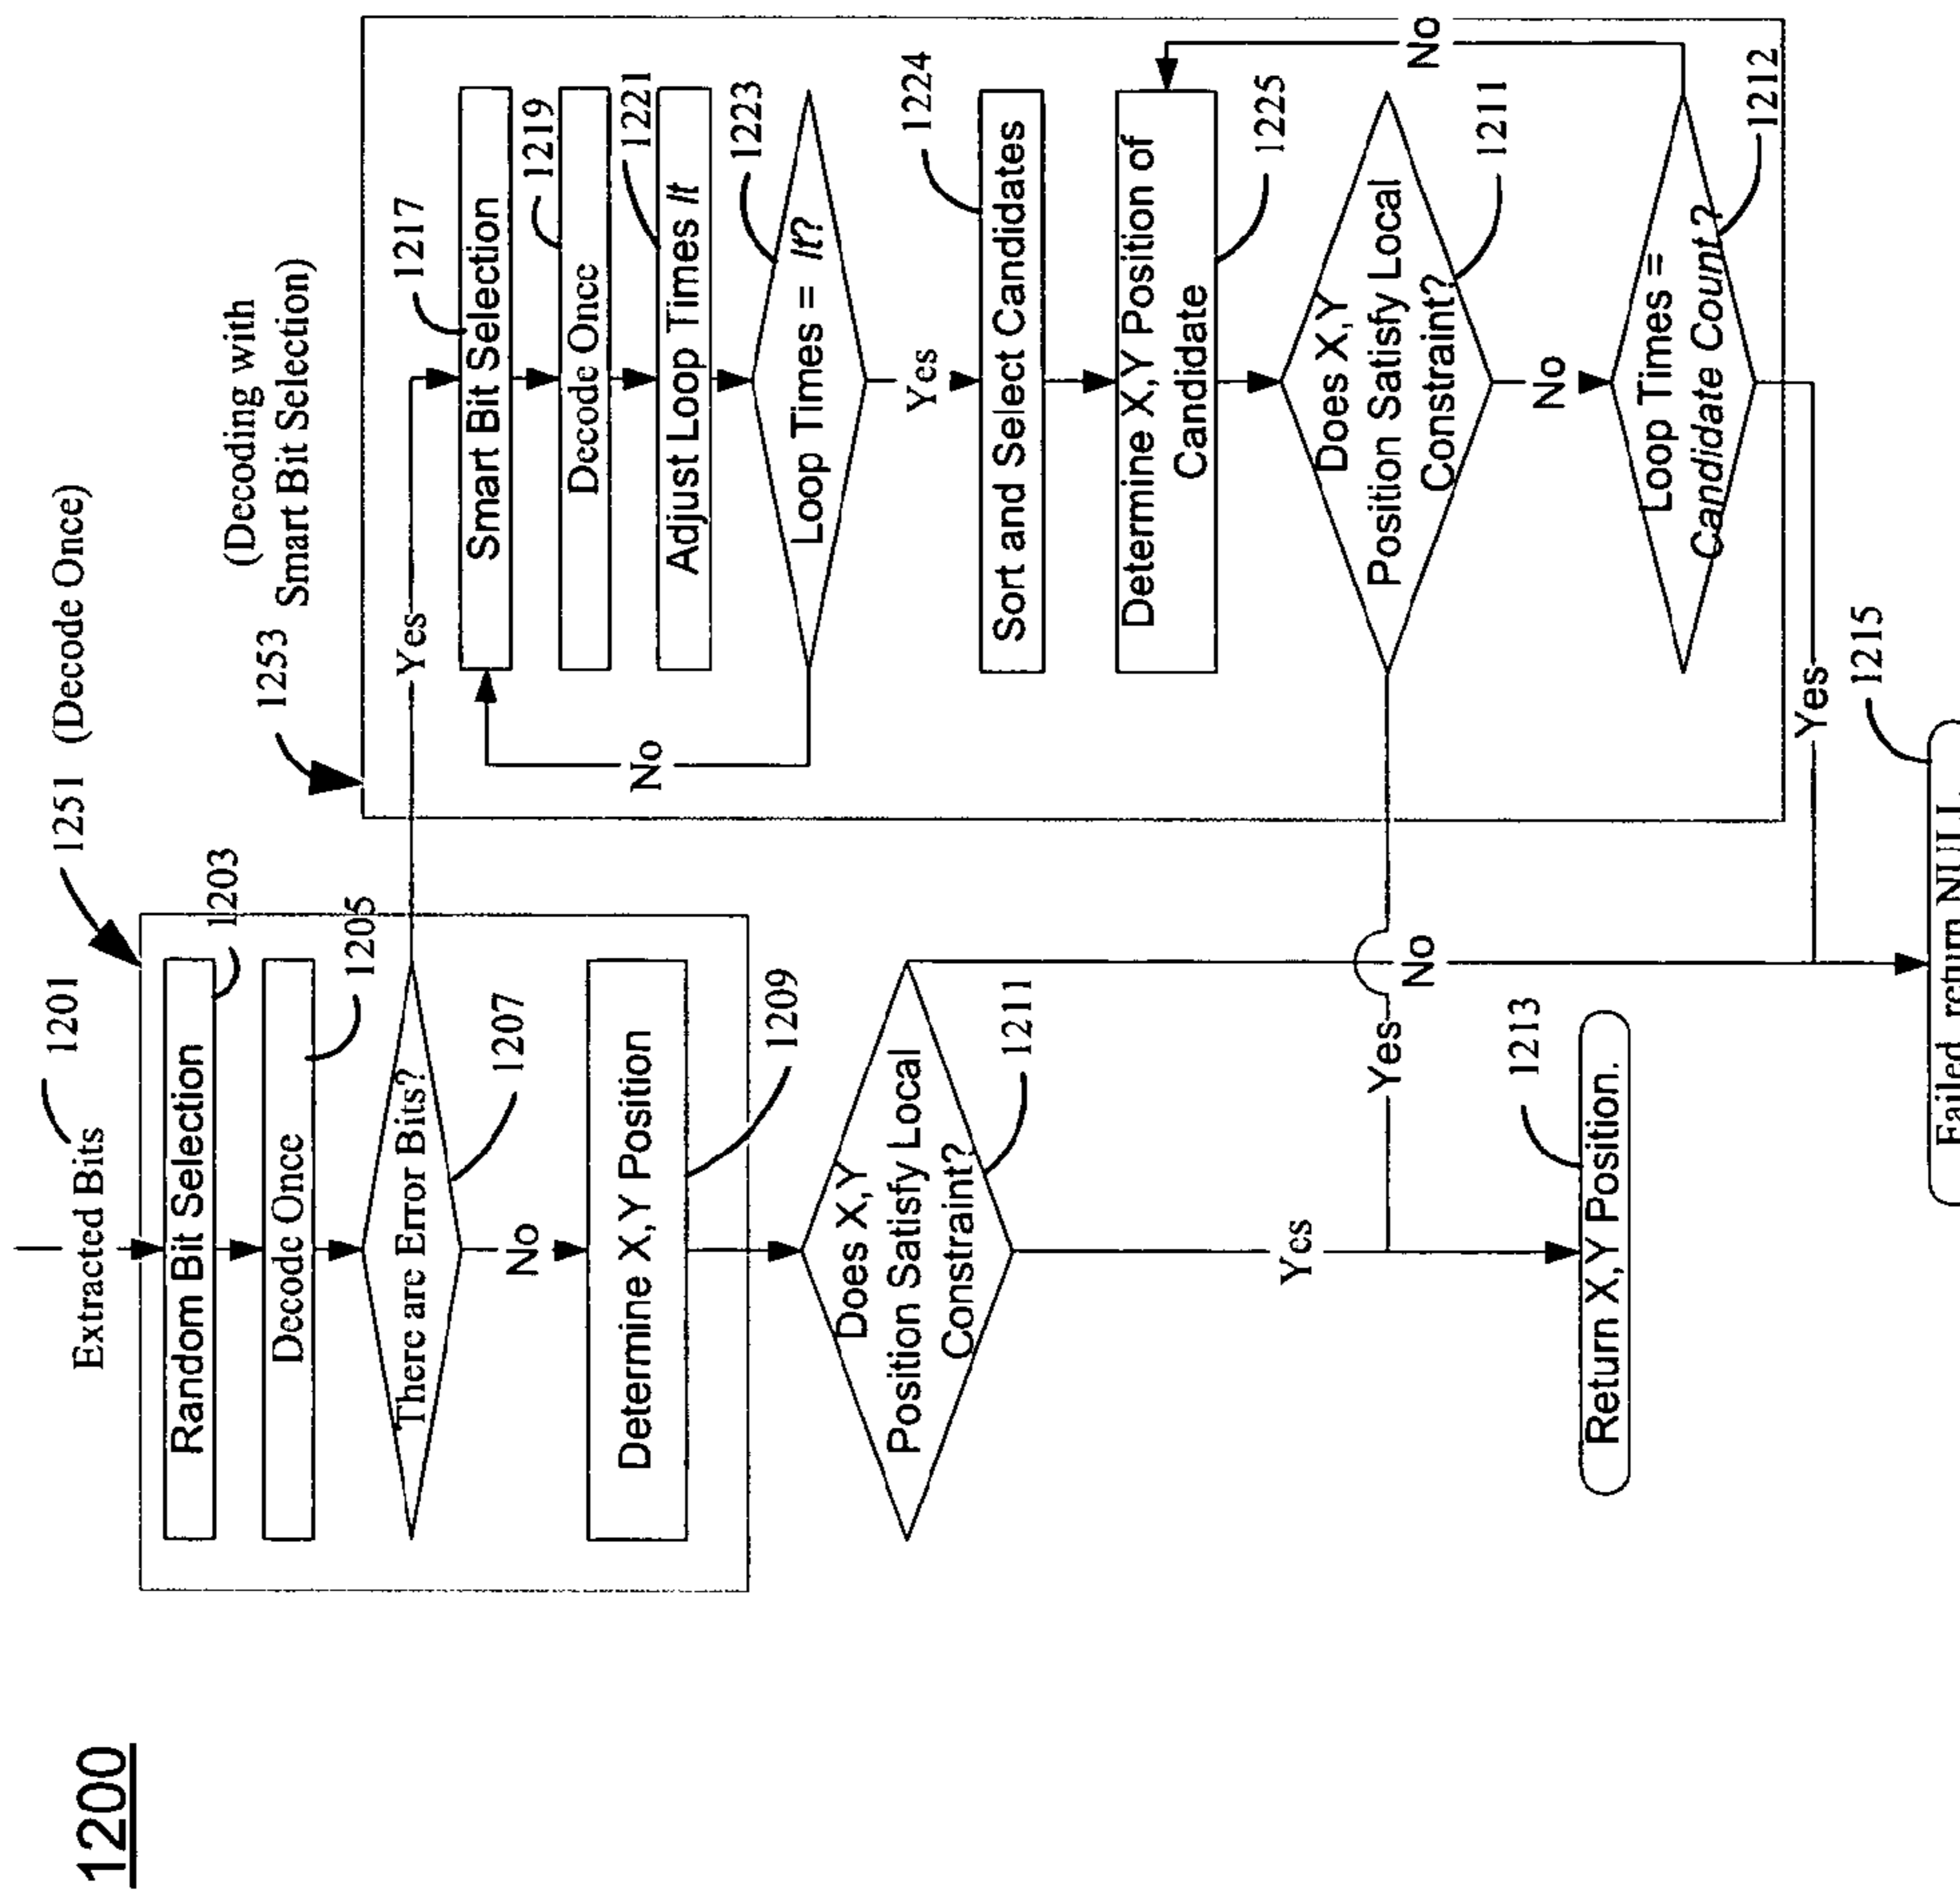 1200
1251 (Decode Once)
1201
Extracted Bits
1203
Random Bit Selection
1205
Decode Once
There are Error Bits?
1207
Yes
No
Determine X,Y Position
1209
Does X,Y
Position Satisfy Local
Constraint?
1211
No
Yes
Yes
1213
Return X,Y Position.
(Decoding with
Smart Bit Selection)
1253
1217
Smart Bit Selection
1219
Decode Once
1221
Adjust Loop Times lt
1223
Loop Times = lt?
No
Yes
1224
Sort and Select Candidates
Determine X,Y Position of
Candidate
1225
Does X,Y
Position Satisfy Local
Constraint?
1211
No
No
Loop Times =
Candidate Count?
1212
Yes
1215
Failed, return NULL.